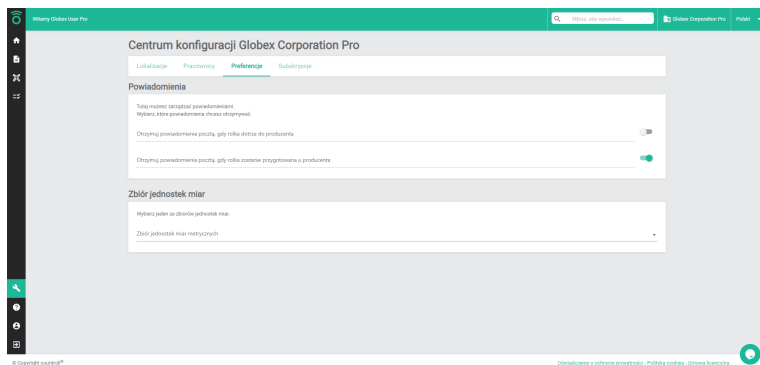 Witamy Globex User Pro
Wpisz, aby wyszukać...
Globex Corporation Pro
Polski
Centrum konfiguracji Globex Corporation Pro
Lokalizacje
Pracownicy
Preferencje
Subskrypcje
Powiadomienia
Tutaj możesz zarządzać powiadomieniami.
Wybierz, które powiadomienia chcesz otrzymywać.
Otrzymuj powiadomienia pocztą, gdy rolka dotrze do producenta
Otrzymuj powiadomienia pocztą, gdy rolka zostanie przygotowana u producenta
Zbiór jednostek miar
Wybierz jeden ze zbiorów jednostek miar.
Zbiór jednostek miar metrycznych
© Copyright countrol®
Oświadczenie o ochronie prywatności - Polityka cookies - Umowa licencyjna